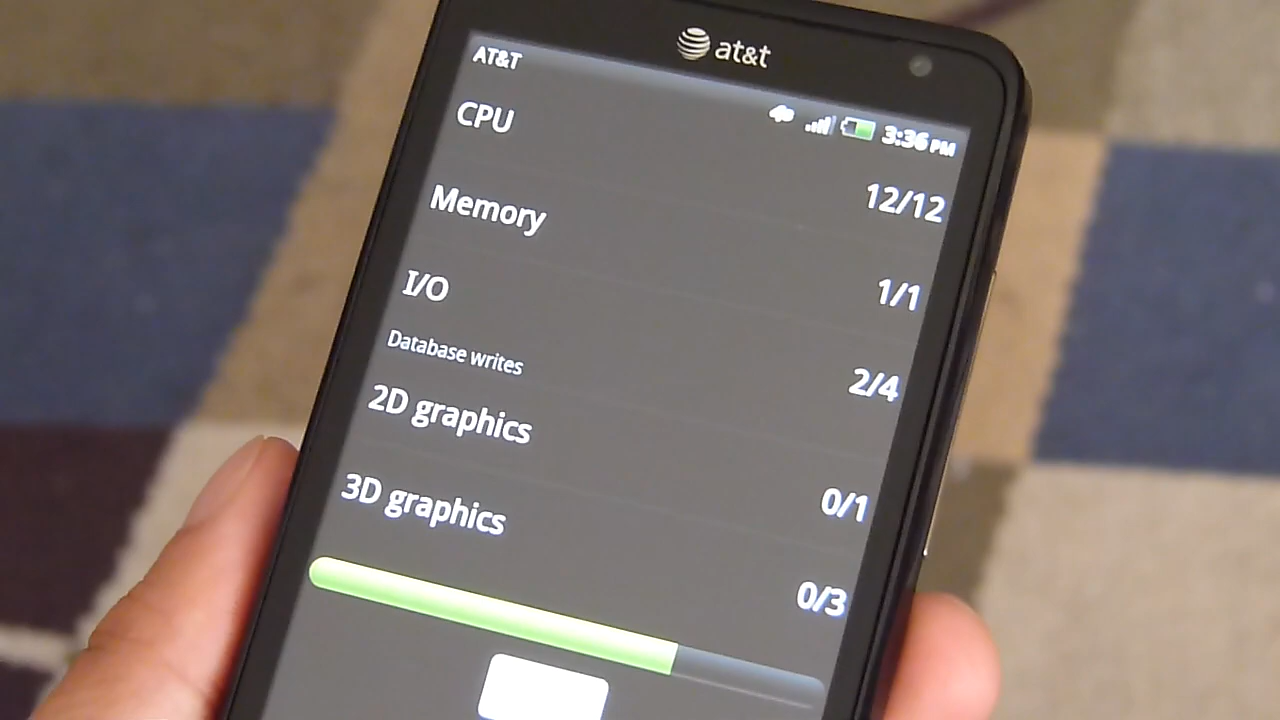 at&t
AT&T
4G
3:36 PM
CPU
12/12
Memory
1/1
I/O
2/4
Database writes
2D graphics
0/1
3D graphics
0/3